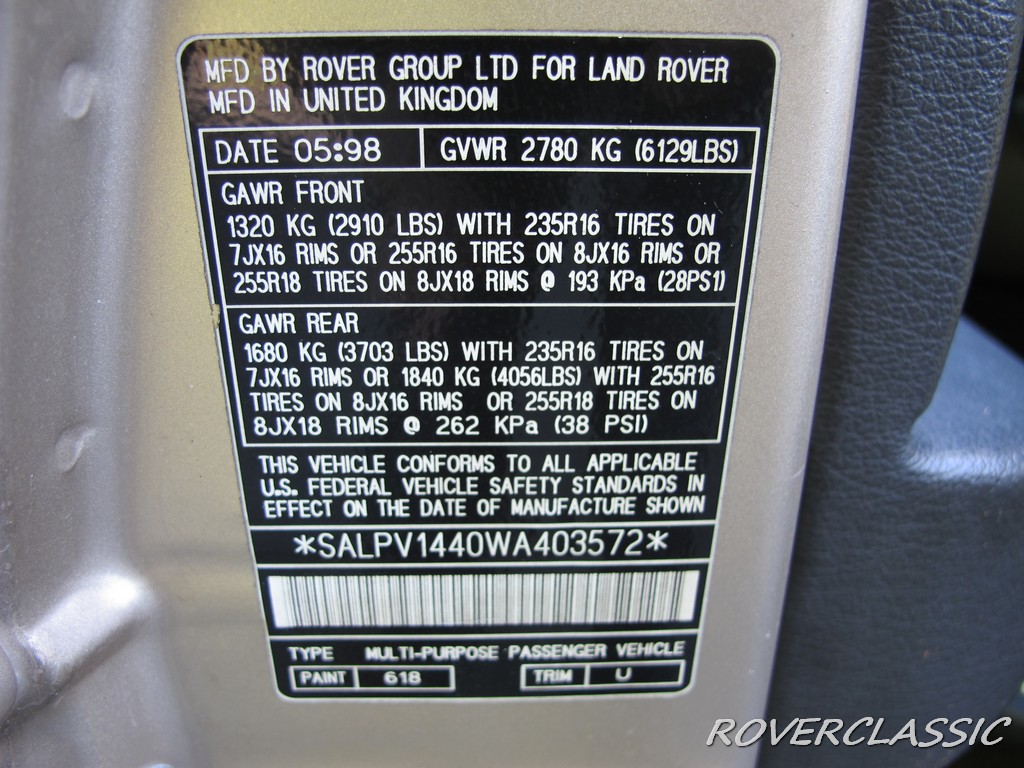 MFD BY ROVER GROUP LTD FOR LAND ROVER
MFD IN UNITED KINGDOM
DATE 05:98 GVWR 2780 KG (6129LBS)
GAWR FRONT
1320 KG (2910 LBS) WITH 235R16 TIRES ON
7JX16 RIMS OR 255R16 TIRES ON 8JX16 RIMS OR
255R18 TIRES ON 8JX18 RIMS @ 193 KPa (28PS1)
GAWR REAR
1680 KG (3703 LBS) WITH 235R16 TIRES ON
7JX16 RIMS OR 1840 KG (4056LBS) WITH 255R16
TIRES ON 8JX16 RIMS OR 255R18 TIRES ON
8JX18 RIMS @ 262 KPa (38 PSI)
THIS VEHICLE CONFORMS TO ALL APPLICABLE
U.S. FEDERAL VEHICLE SAFETY STANDARDS IN
EFFECT ON THE DATE OF MANUFACTURE SHOWN
*SALPV1440WA403572*
TYPE MULTI-PURPOSE PASSENGER VEHICLE
PAINT 618 TRIM U
ROVERCLASSIC